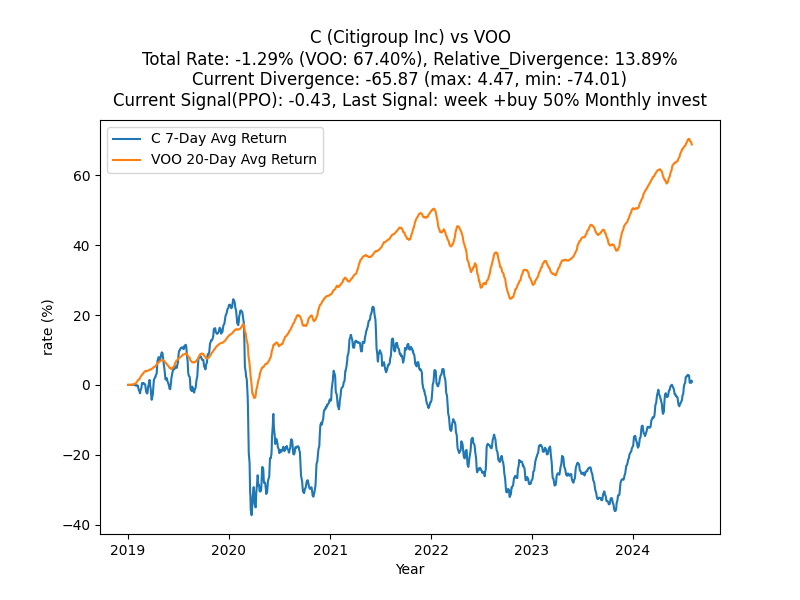 C (Citigroup Inc) vs VOO
Total Rate: -1.29% (VOO: 67.40%), Relative_Divergence: 13.89%
Current Divergence: -65.87 (max: 4.47, min: -74.01)
Current Signal(PPO): -0.43, Last Signal: week +buy 50% Monthly invest
C 7-Day Avg Return
VOO 20-Day Avg Return
rate (%)
60
40
20
0
−20
−40
2019
2020
2021
2022
2023
2024
Year